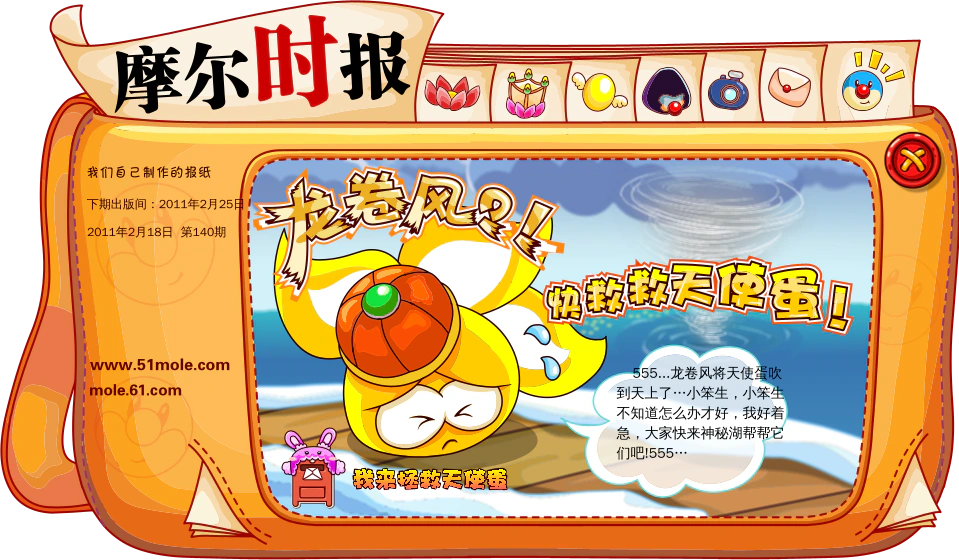 摩尔时报
我们自己制作的报纸
下期出版间：2011年2月25日
2011年2月18日 第140期
www.51mole.com
mole.61.com
龙卷风?!
快救救天使蛋!
555...龙卷风将天使蛋吹
到天上了…小笨生，小笨生
不知道怎么办才好，我好着
急，大家快来神秘湖帮帮它
们吧!555…
我来拯救天使蛋